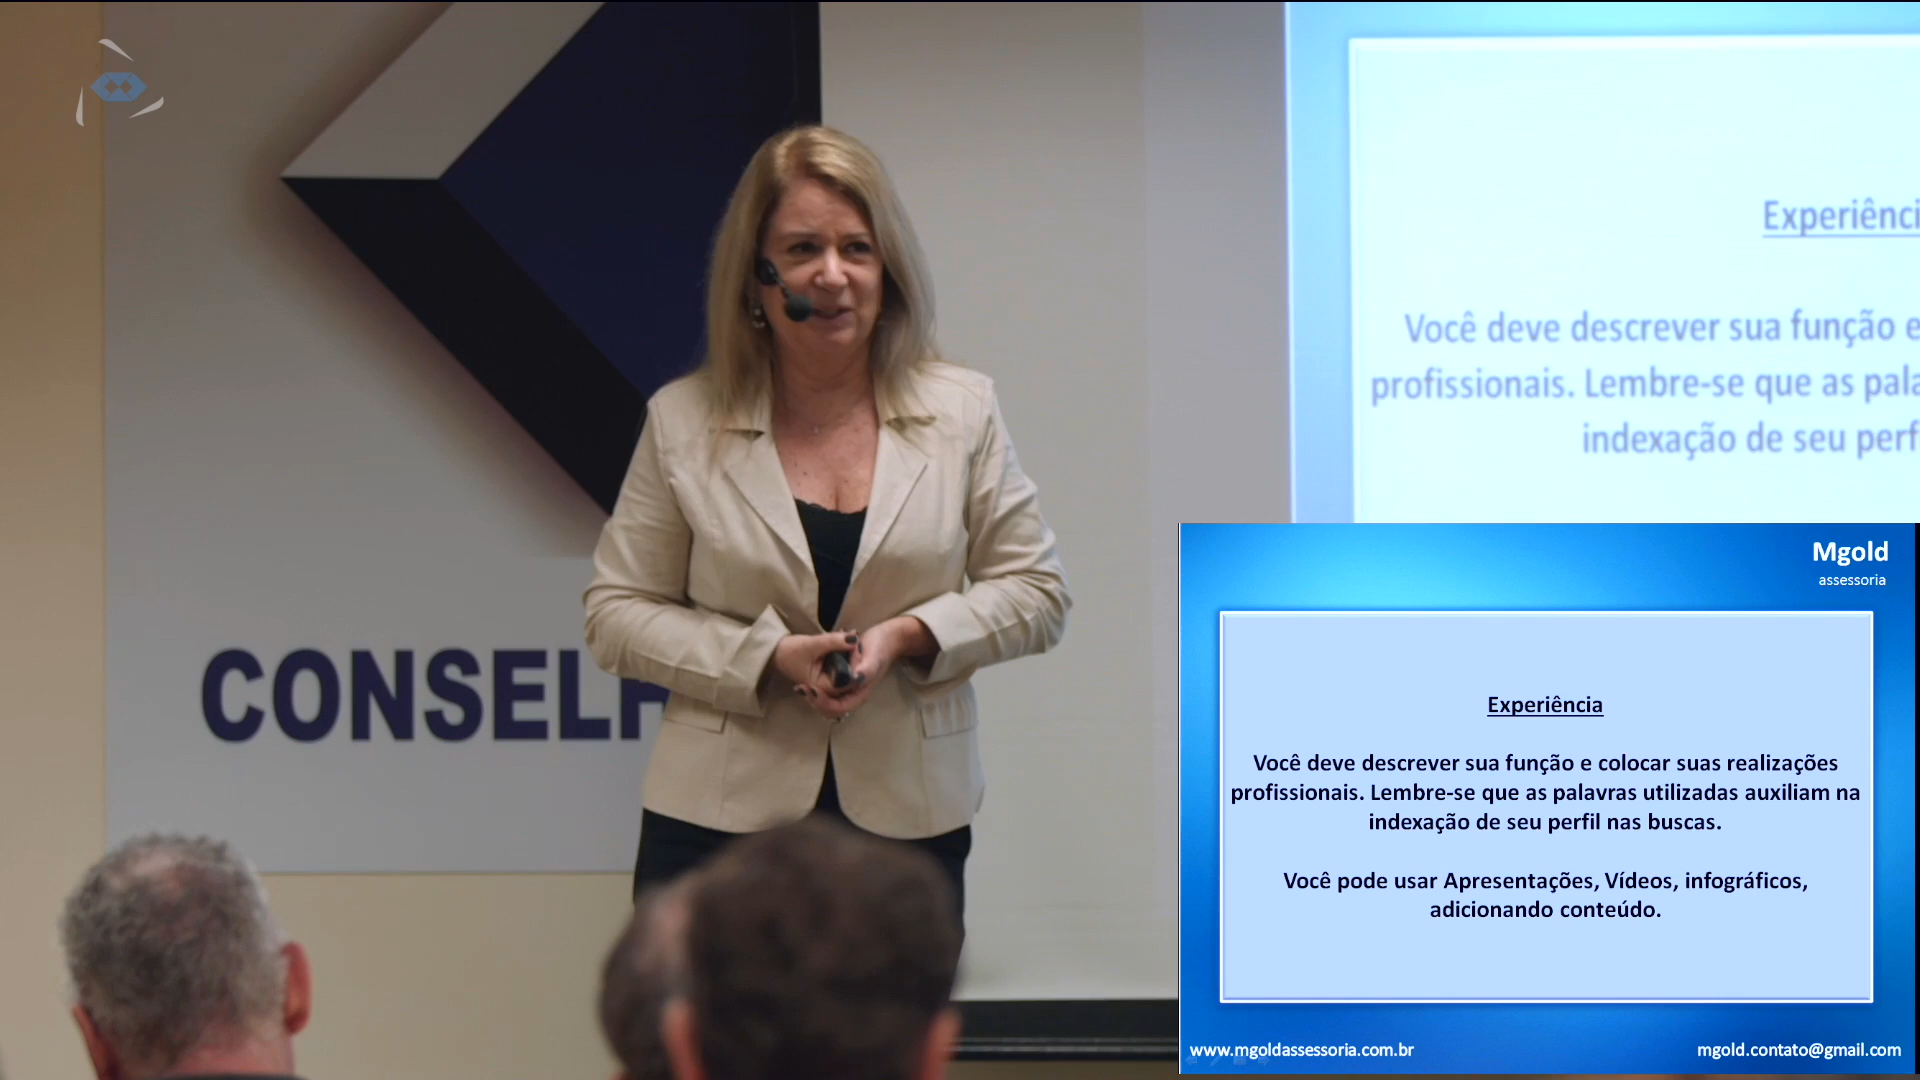 Experiênci
Você deve descrever sua função e
profissionais. Lembre-se que as pala
indexação de seu perf
CONSELH
Mgold
assessoria
Experiência
Você deve descrever sua função e colocar suas realizações
profissionais. Lembre-se que as palavras utilizadas auxiliam na
indexação de seu perfil nas buscas.
Você pode usar Apresentações, Vídeos, infográficos,
adicionando conteúdo.
www.mgoldassessoria.com.br
mgold.contato@gmail.com